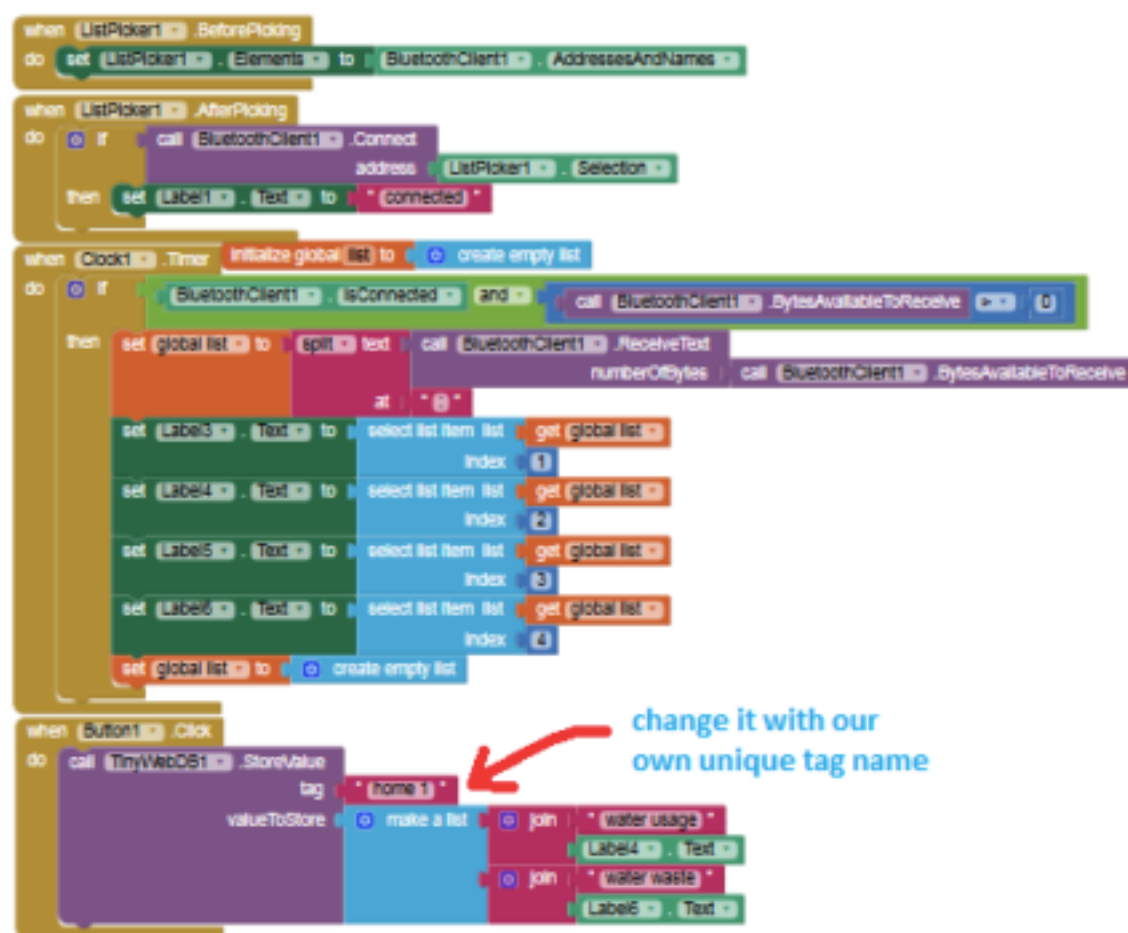 when ListPicker1 .BeforePicking
do set ListPicker1 . Elements to BluetoothClient1 . AddressesAndNames
when ListPicker1 .AfterPicking
do if call BluetoothClient1 .Connect
address ListPicker1 . Selection
then set Label1 . Text to " connected "
when Clock1 .Timer initialize global list to create empty list
do if BluetoothClient1 . IsConnected and call BluetoothClient1 .BytesAvailableToReceive 0
then set global list to split text call BluetoothClient1 .ReceiveText
numberOfBytes call BluetoothClient1 .BytesAvailableToReceive
at
set Label3 . Text to select list item list get global list
index 1
set Label4 . Text to select list item list get global list
index 2
set Label5 . Text to select list item list get global list
index 3
set Label6 . Text to select list item list get global list
index 4
set global list to create empty list
when Button1 .Click
do call TinyWebDB1 .StoreValue
tag " home 1 "
valueToStore make a list join " water usage "
Label4 . Text
join " water waste "
Label6 . Text
change it with our
own unique tag name